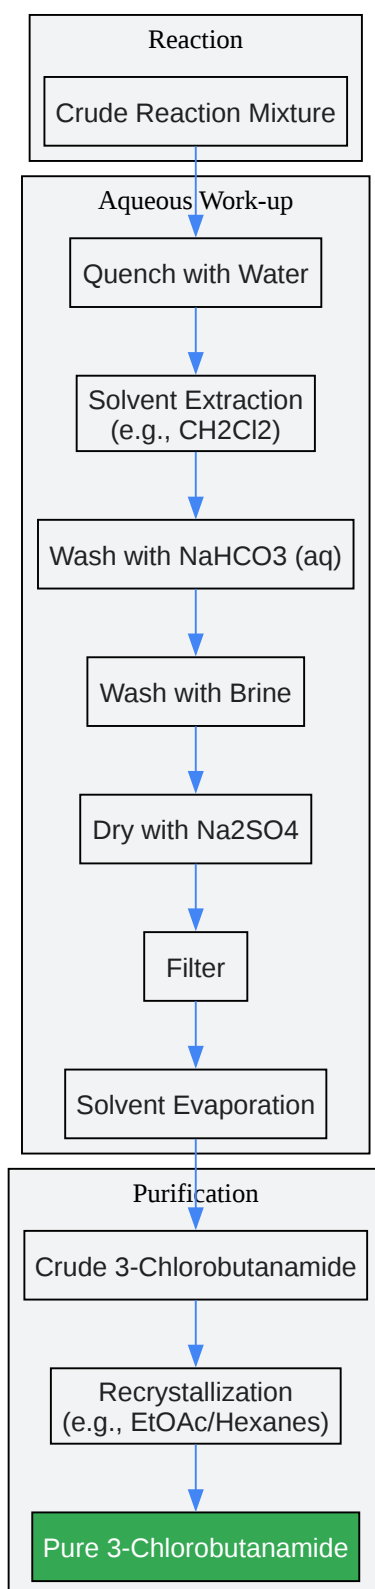 Reaction
Crude Reaction Mixture
Aqueous Work-up
Quench with Water
Solvent Extraction
(e.g., CH2Cl2)
Wash with NaHCO3 (aq)
Wash with Brine
Dry with Na2SO4
Filter
Solvent Evaporation
Purification
Crude 3-Chlorobutanamide
Recrystallization
(e.g., EtOAc/Hexanes)
Pure 3-Chlorobutanamide